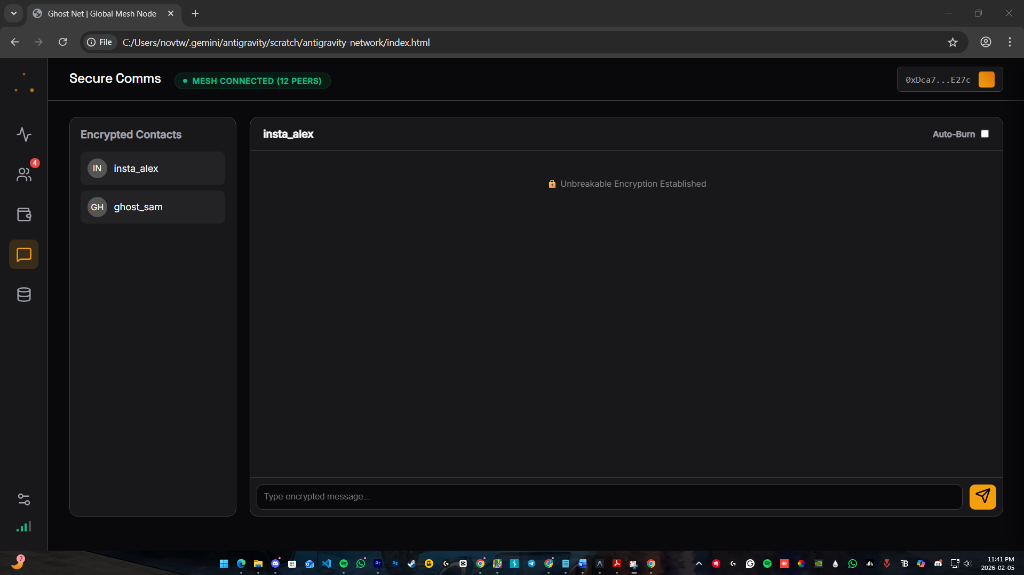 Ghost Net | Global Mesh Node
File
C:/Users/novtw/.gemini/antigravity/scratch/antigravity-network/index.html
Secure Comms
MESH CONNECTED (12 PEERS)
0xDca7...E27c
4
Encrypted Contacts
IN
insta_alex
GH
ghost_sam
insta_alex
Auto-Burn
Unbreakable Encryption Established
Type encrypted message...
11:41 PM
2026-02-05